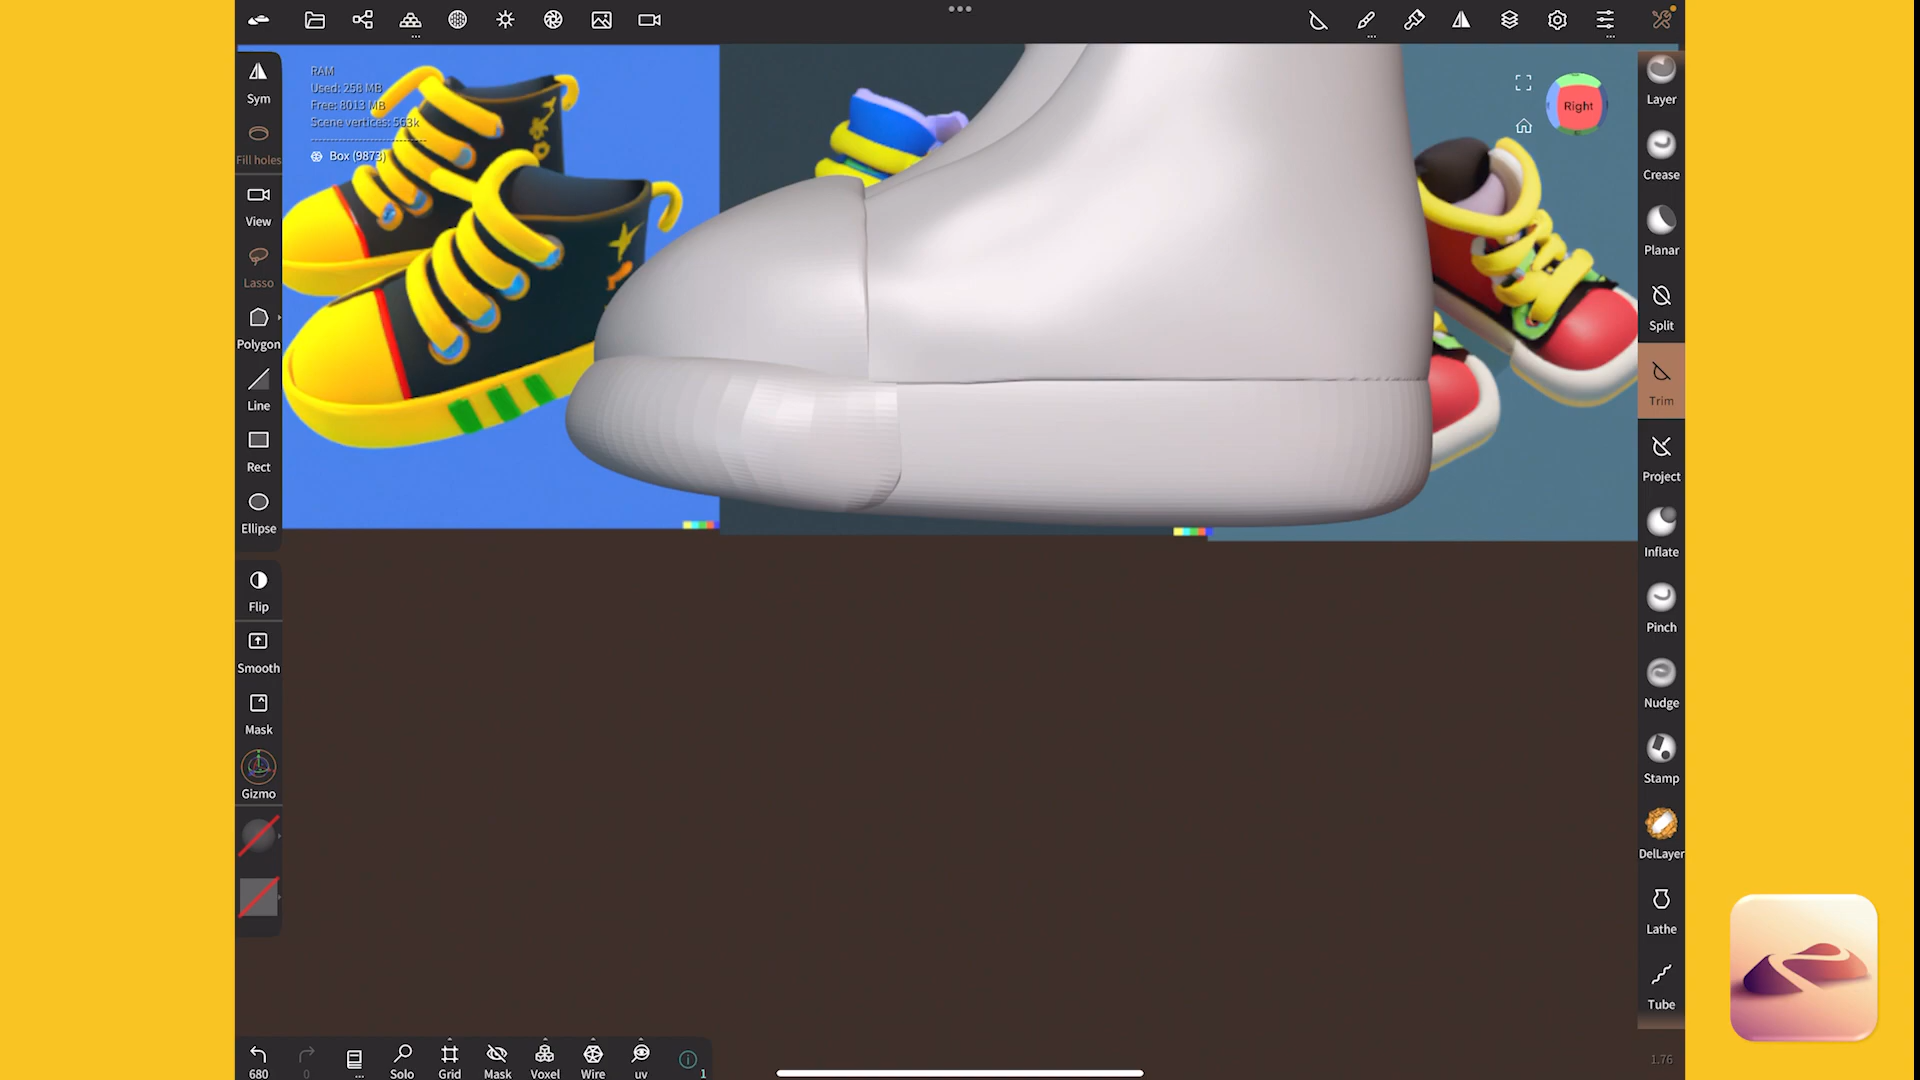 RAM
Used: 258 MB
Free: 8013 MB
Scene vertices: 563k
Box (9873)
Right
Sym
Fill holes
View
Lasso
Polygon
Line
Rect
Ellipse
Flip
Smooth
Mask
Gizmo
Layer
Crease
Planar
Split
Trim
Project
Inflate
Pinch
Nudge
Stamp
DelLayer
Lathe
Tube
680
0
...
Solo
Grid
Mask
Voxel
Wire
uv
1
1.76